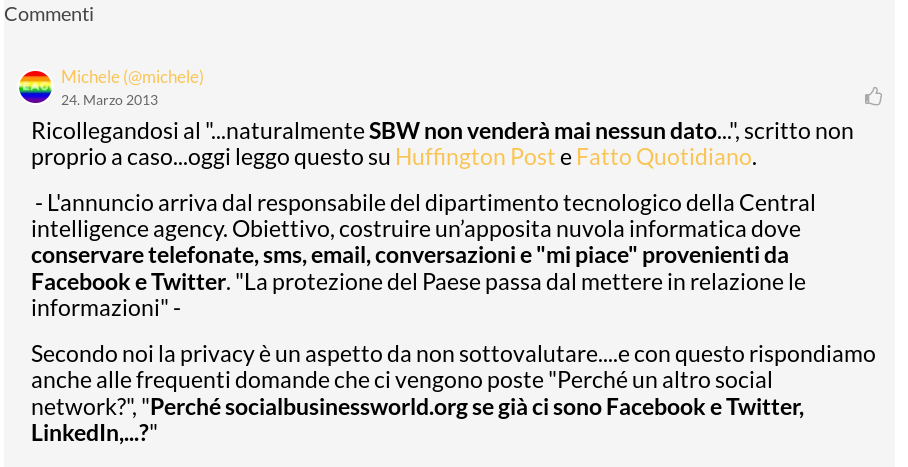 Commenti
EAG
Michele (@michele)
24. Marzo 2013
Ricollegandosi al "...naturalmente SBW non venderà mai nessun dato...", scritto non
proprio a caso...oggi leggo questo su Huffington Post e Fatto Quotidiano.
- L'annuncio arriva dal responsabile del dipartimento tecnologico della Central
intelligence agency. Obiettivo, costruire un’apposita nuvola informatica dove
conservare telefonate, sms, email, conversazioni e "mi piace" provenienti da
Facebook e Twitter. "La protezione del Paese passa dal mettere in relazione le
informazioni" -
Secondo noi la privacy è un aspetto da non sottovalutare....e con questo rispondiamo
anche alle frequenti domande che ci vengono poste "Perché un altro social
network?", "Perché socialbusinessworld.org se già ci sono Facebook e Twitter,
LinkedIn,...?"